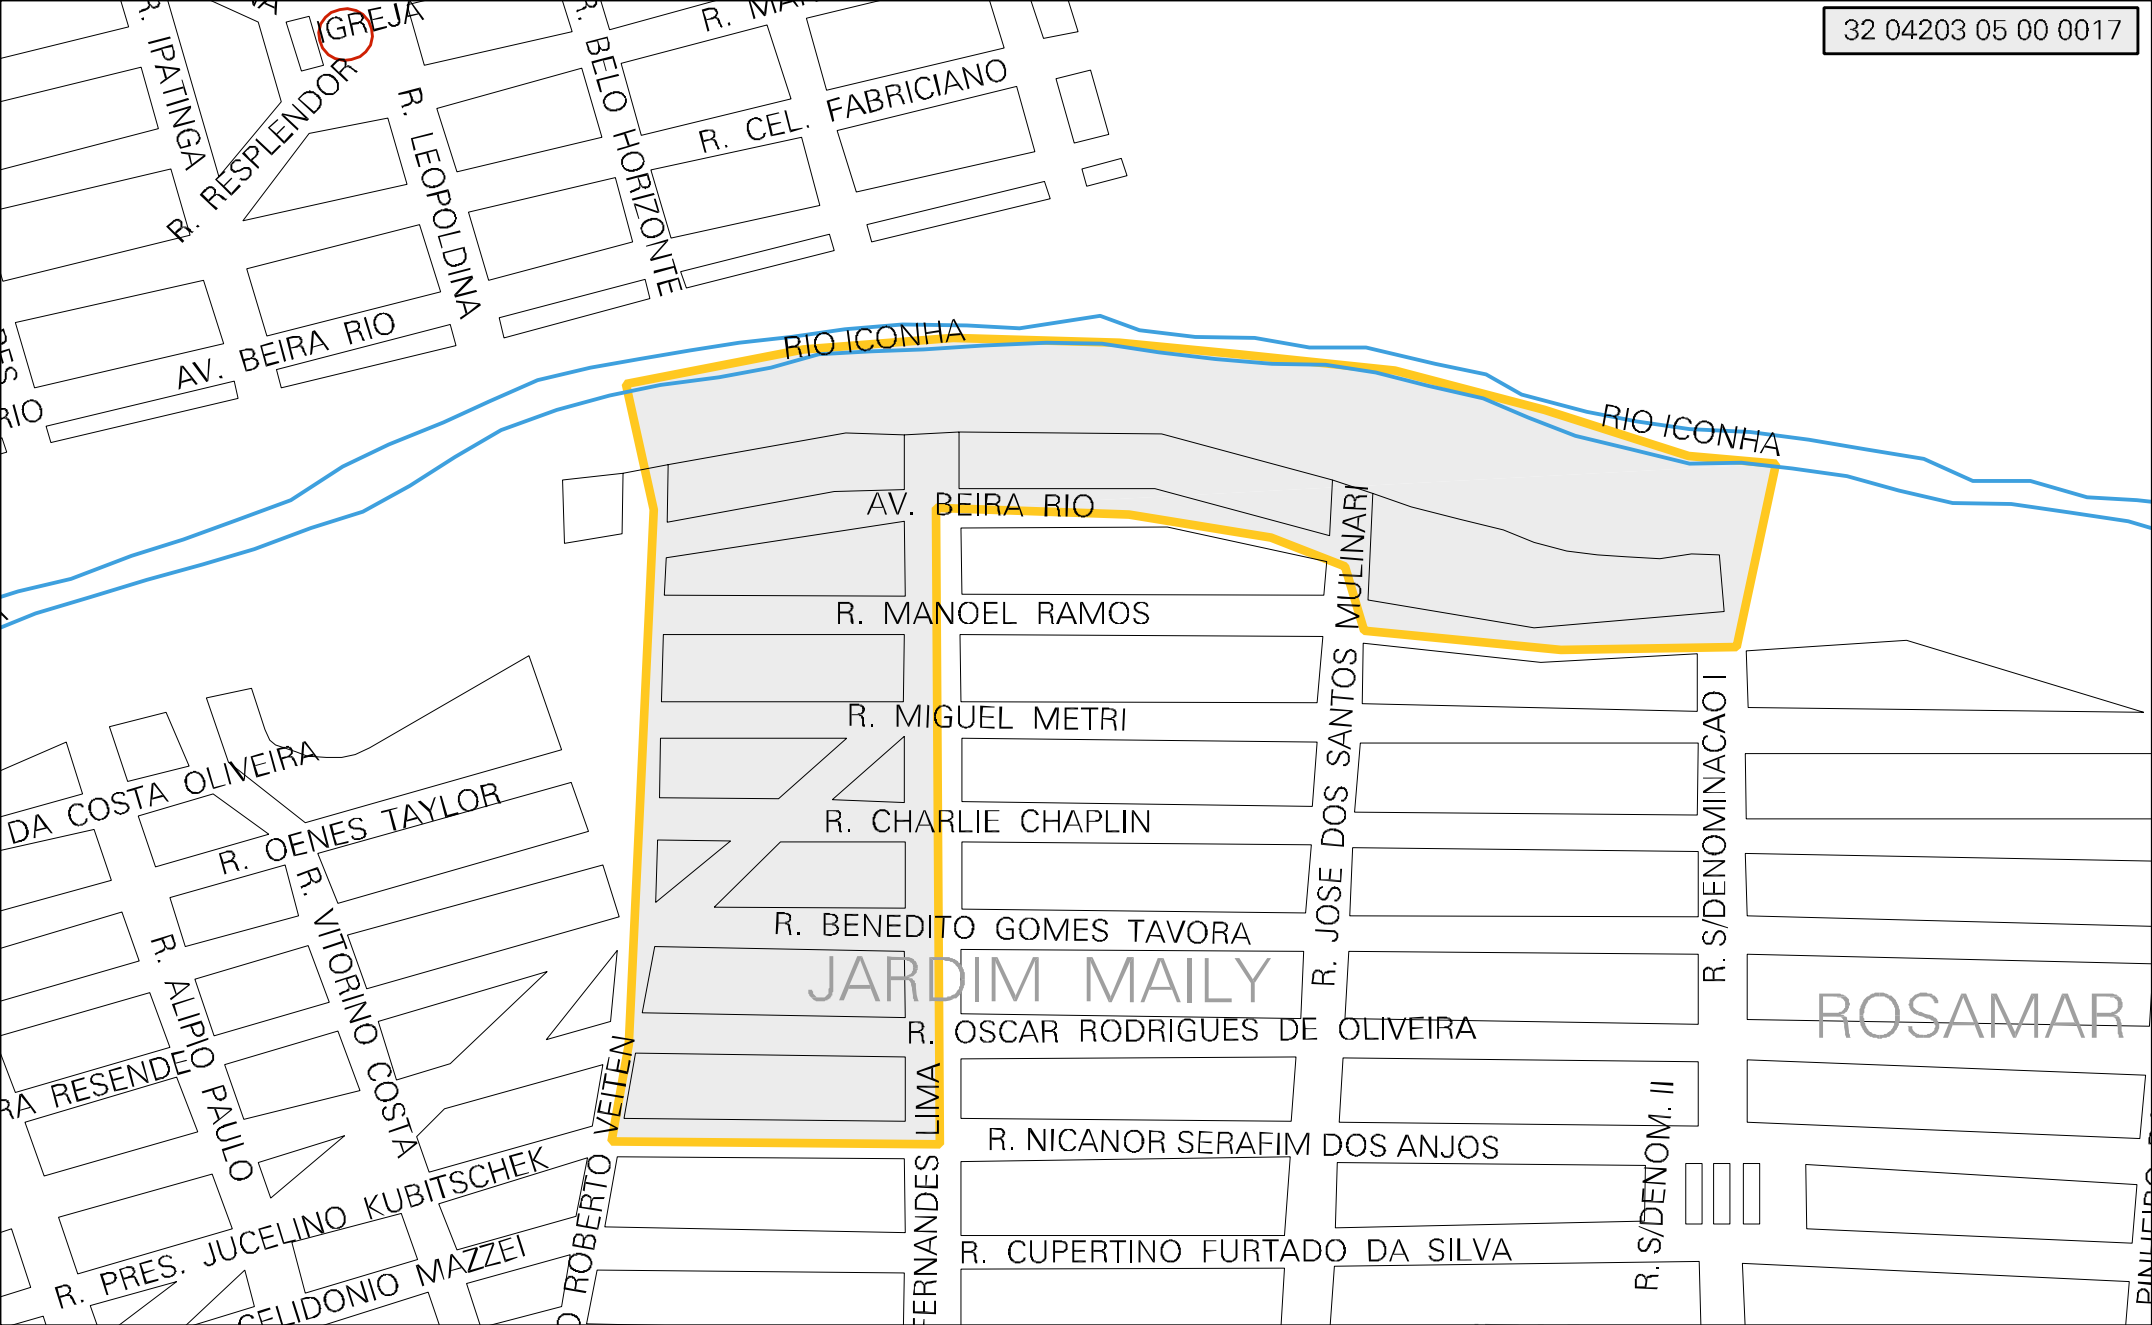 32 04203 05 00 0017
IGREJA
R. IPATINGA
R. RESPLENDOR
R. LEOPOLDINA
R. BELO HORIZONTE
R. CEL. FABRICIANO
AV. BEIRA RIO
RIO
RIO ICONHA
RIO ICONHA
AV. BEIRA RIO
R. MANOEL RAMOS
R. MIGUEL METRI
R. CHARLIE CHAPLIN
R. BENEDITO GOMES TAVORA
JARDIM MAILY
ROSAMAR
R. OSCAR RODRIGUES DE OLIVEIRA
R. NICANOR SERAFIM DOS ANJOS
R. CUPERTINO FURTADO DA SILVA
R. JOSE DOS SANTOS MULINARI
R. S/DENOMINACAO I
R. S/DENOM. II
PINHEIRO
FERNANDES LIMA
ROBERTO VEITEN
DA COSTA OLIVEIRA
R. OENES TAYLOR
R. VITORINO COSTA
R. ALIPIO PAULO
RA RESENDE
R. PRES. JUCELINO KUBITSCHEK
CELIDONIO MAZZEI